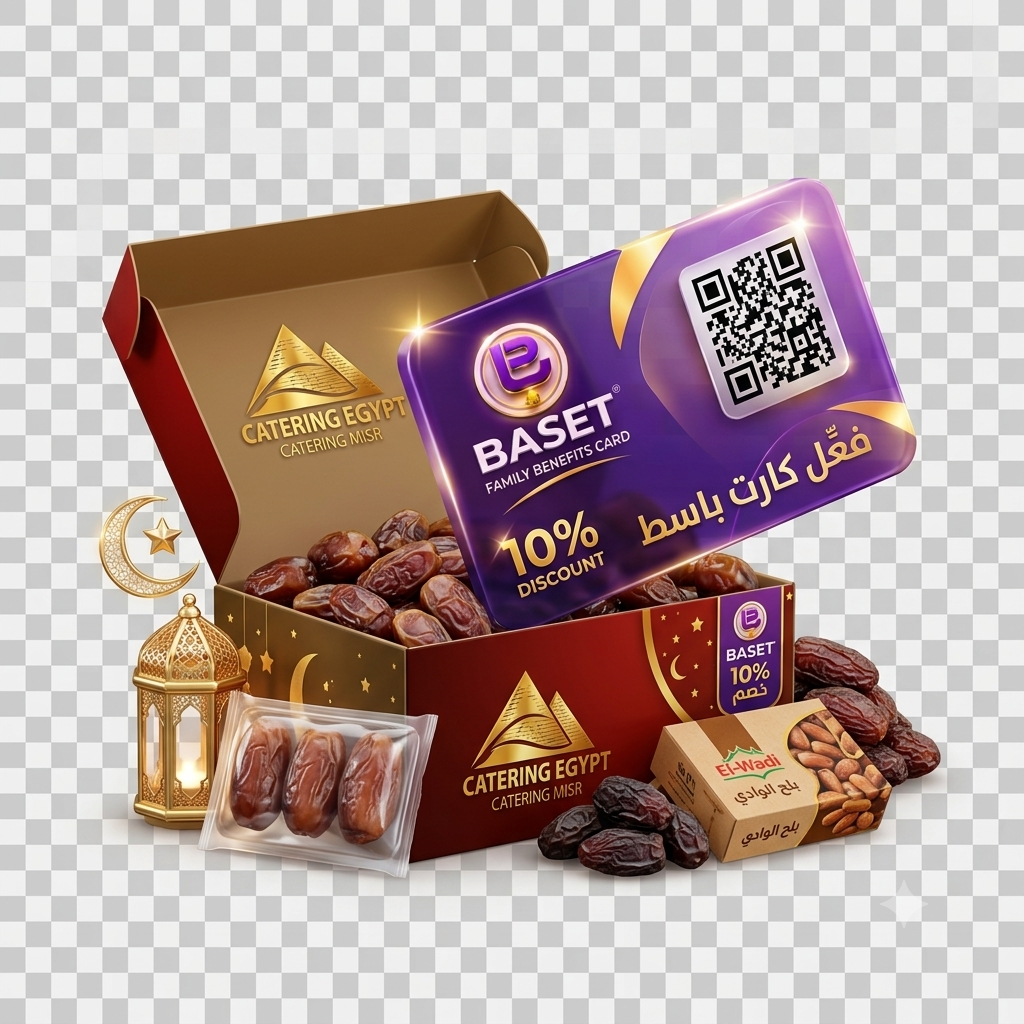 CATERING EGYPT
CATERING MISR
BASET®
FAMILY BENEFITS CARD
10%
DISCOUNT
فعّل كارت باسط
CATERING EGYPT
CATERING MISR
BASET
10%
خصم
El-Wadi
بلح الوادي
بلح الوادي